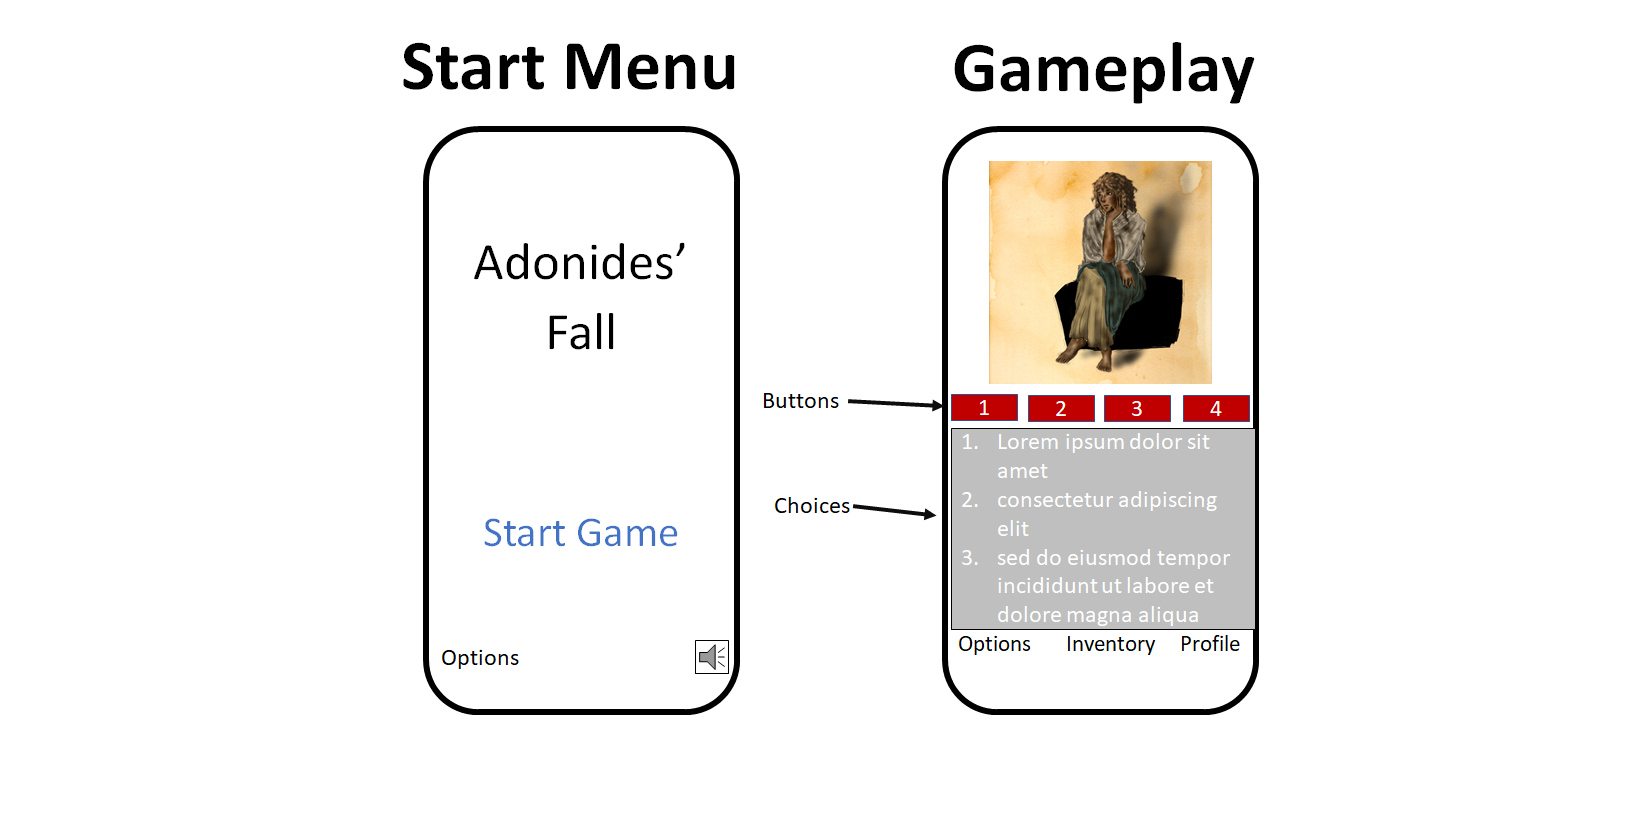 Start Menu
Gameplay
Adonides’
Fall
Start Game
Options
Buttons
Choices
1 2 3 4
1. Lorem ipsum dolor sit
amet
2. consectetur adipiscing
elit
3. sed do eiusmod tempor
incididunt ut labore et
dolore magna aliqua
Options Inventory Profile